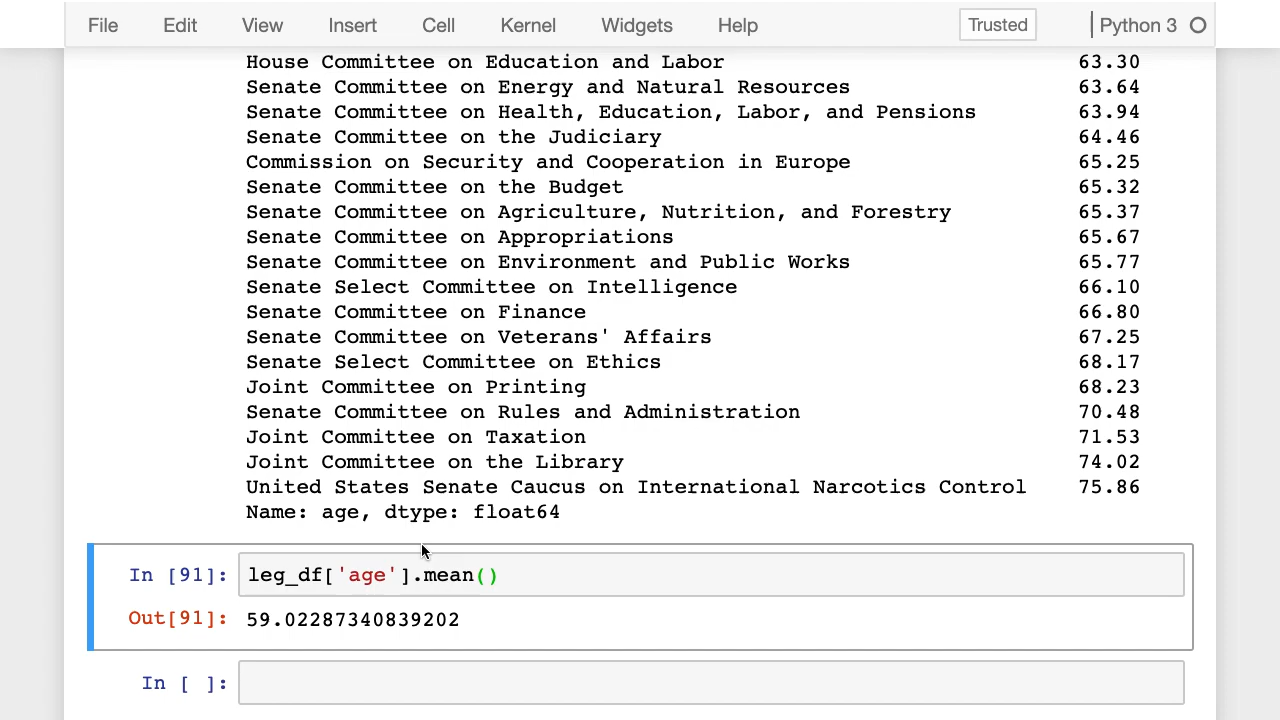 File Edit View Insert Cell Kernel Widgets Help Trusted Python 3
House Committee on Education and Labor 63.30
Senate Committee on Energy and Natural Resources 63.64
Senate Committee on Health, Education, Labor, and Pensions 63.94
Senate Committee on the Judiciary 64.46
Commission on Security and Cooperation in Europe 65.25
Senate Committee on the Budget 65.32
Senate Committee on Agriculture, Nutrition, and Forestry 65.37
Senate Committee on Appropriations 65.67
Senate Committee on Environment and Public Works 65.77
Senate Select Committee on Intelligence 66.10
Senate Committee on Finance 66.80
Senate Committee on Veterans' Affairs 67.25
Senate Select Committee on Ethics 68.17
Joint Committee on Printing 68.23
Senate Committee on Rules and Administration 70.48
Joint Committee on Taxation 71.53
Joint Committee on the Library 74.02
United States Senate Caucus on International Narcotics Control 75.86
Name: age, dtype: float64
In [91]: leg_df['age'].mean()
Out[91]: 59.02287340839202
In [ ]: